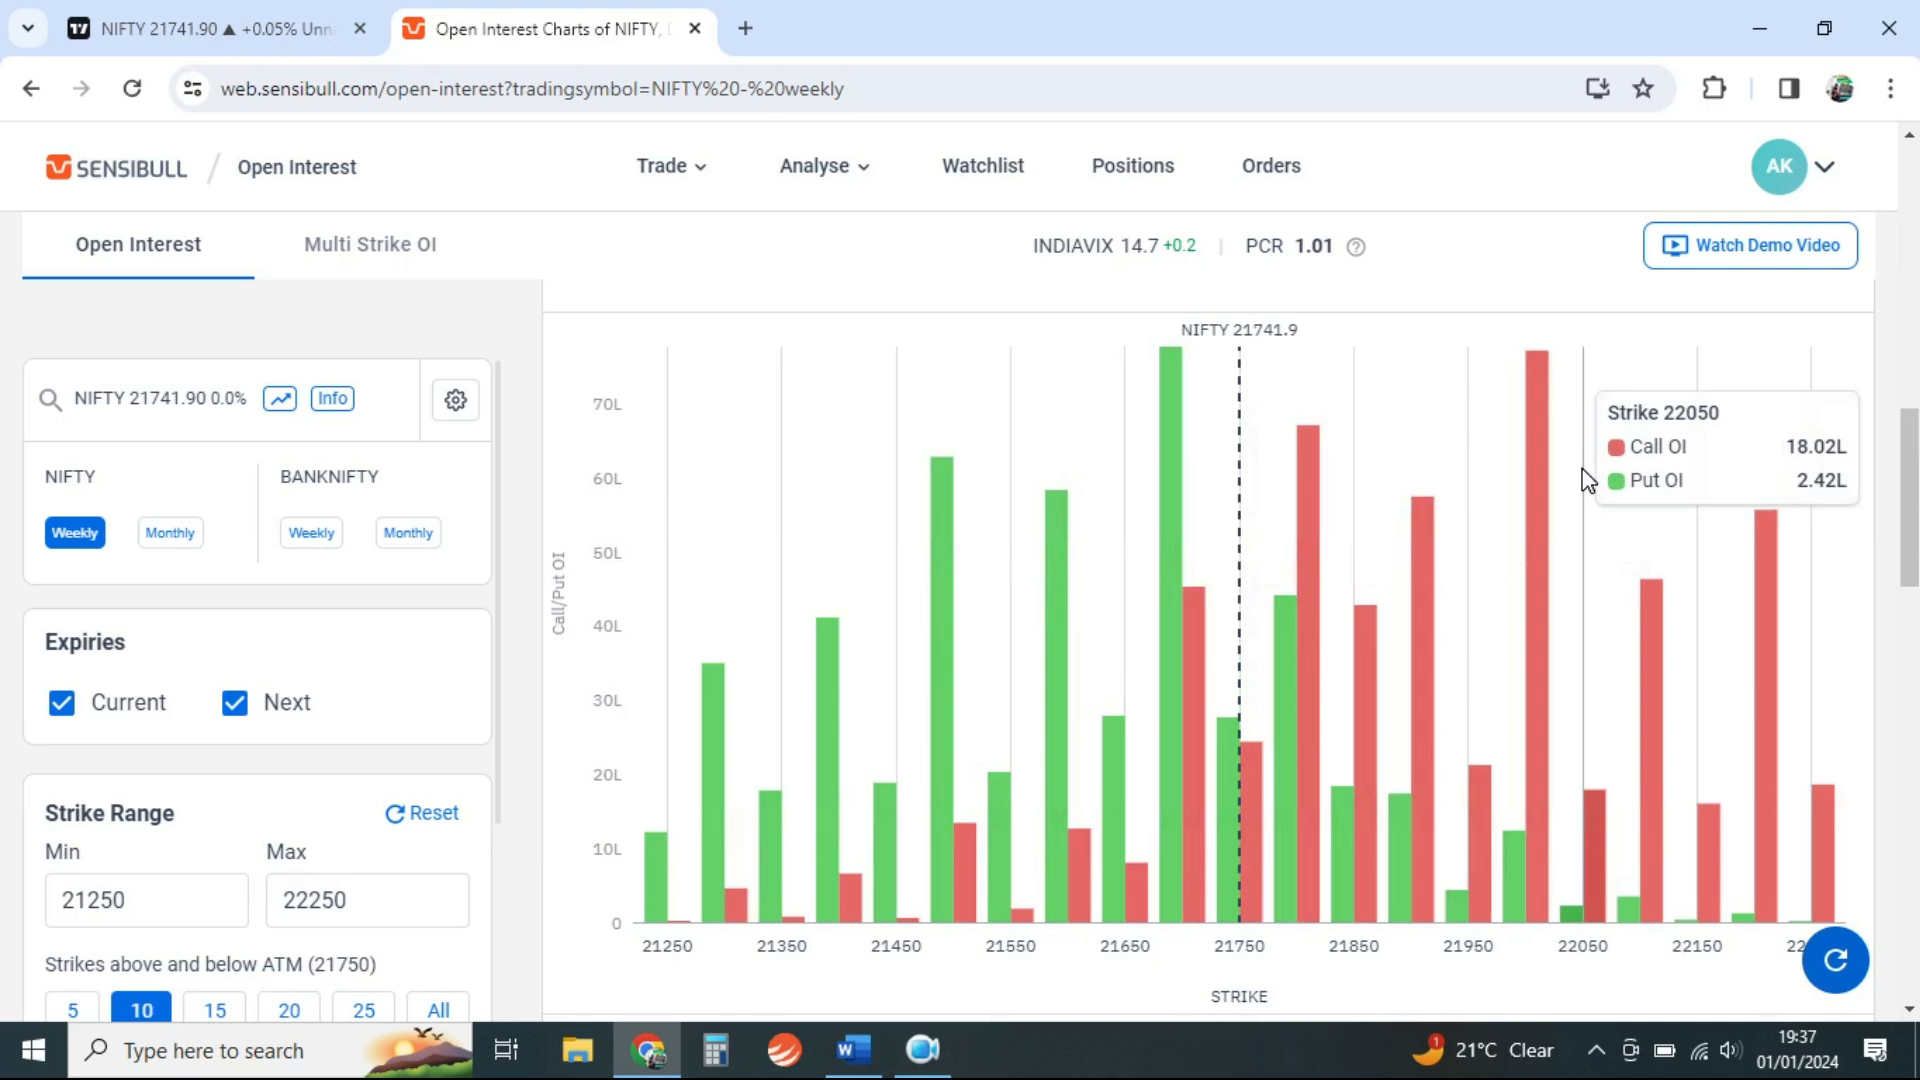 NIFTY 21741.90 ▲ +0.05% Unn
Open Interest Charts of NIFTY,
web.sensibull.com/open-interest?tradingsymbol=NIFTY%20-%20weekly
SENSIBULL / Open Interest
Trade
Analyse
Watchlist
Positions
Orders
AK
Open Interest
Multi Strike OI
INDIAVIX 14.7 +0.2 | PCR 1.01
Watch Demo Video
NIFTY 21741.90 0.0%
Info
NIFTY
BANKNIFTY
Weekly
Monthly
Weekly
Monthly
Expiries
Current
Next
Strike Range
Reset
Min
Max
21250
22250
Strikes above and below ATM (21750)
5
10
15
20
25
All
NIFTY 21741.9
Call/Put OI
70L
60L
50L
40L
30L
20L
10L
0
21250
21350
21450
21550
21650
21750
21850
21950
22050
22150
STRIKE
Strike 22050
Call OI 18.02L
Put OI 2.42L
Type here to search
1
21°C Clear
19:37
01/01/2024